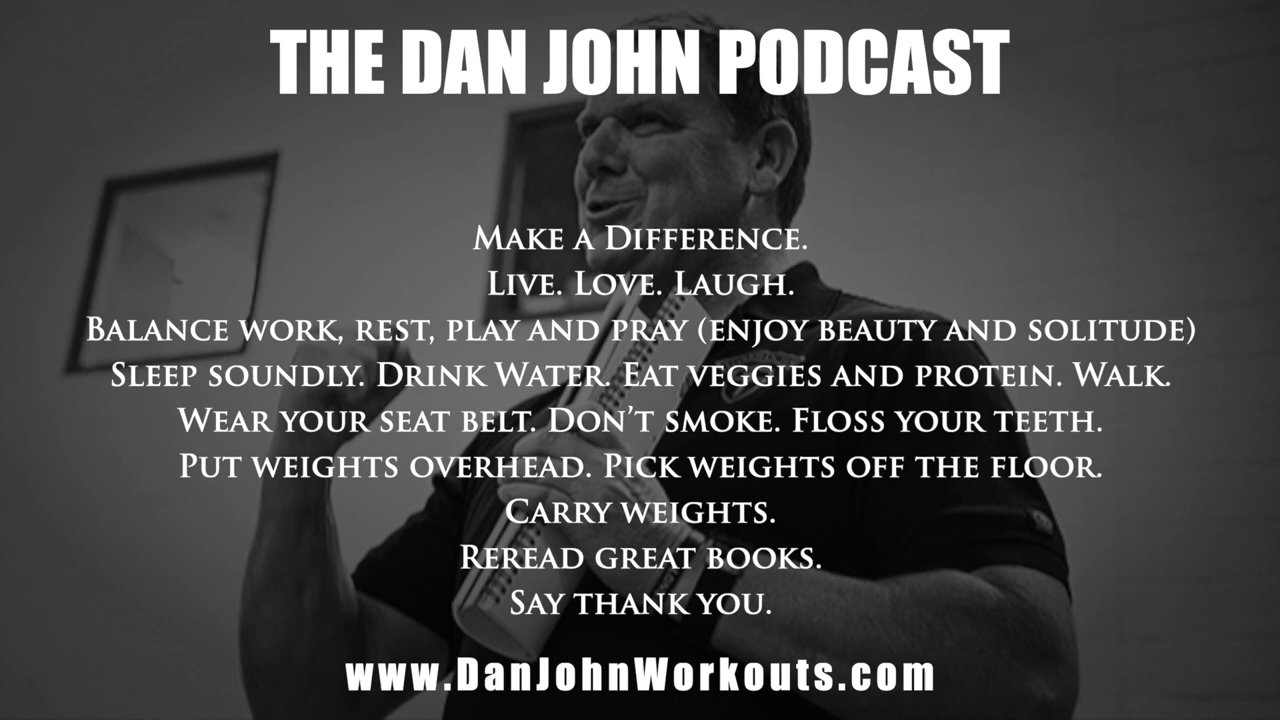 THE DAN JOHN PODCAST
Make a Difference.
Live. Love. Laugh.
Balance work, rest, play and pray (enjoy beauty and solitude)
Sleep soundly. Drink Water. Eat veggies and protein. Walk.
Wear your seat belt. Don't smoke. Floss your teeth.
Put weights overhead. Pick weights off the floor.
Carry weights.
Reread great books.
Say thank you.
www.DanJohnWorkouts.com